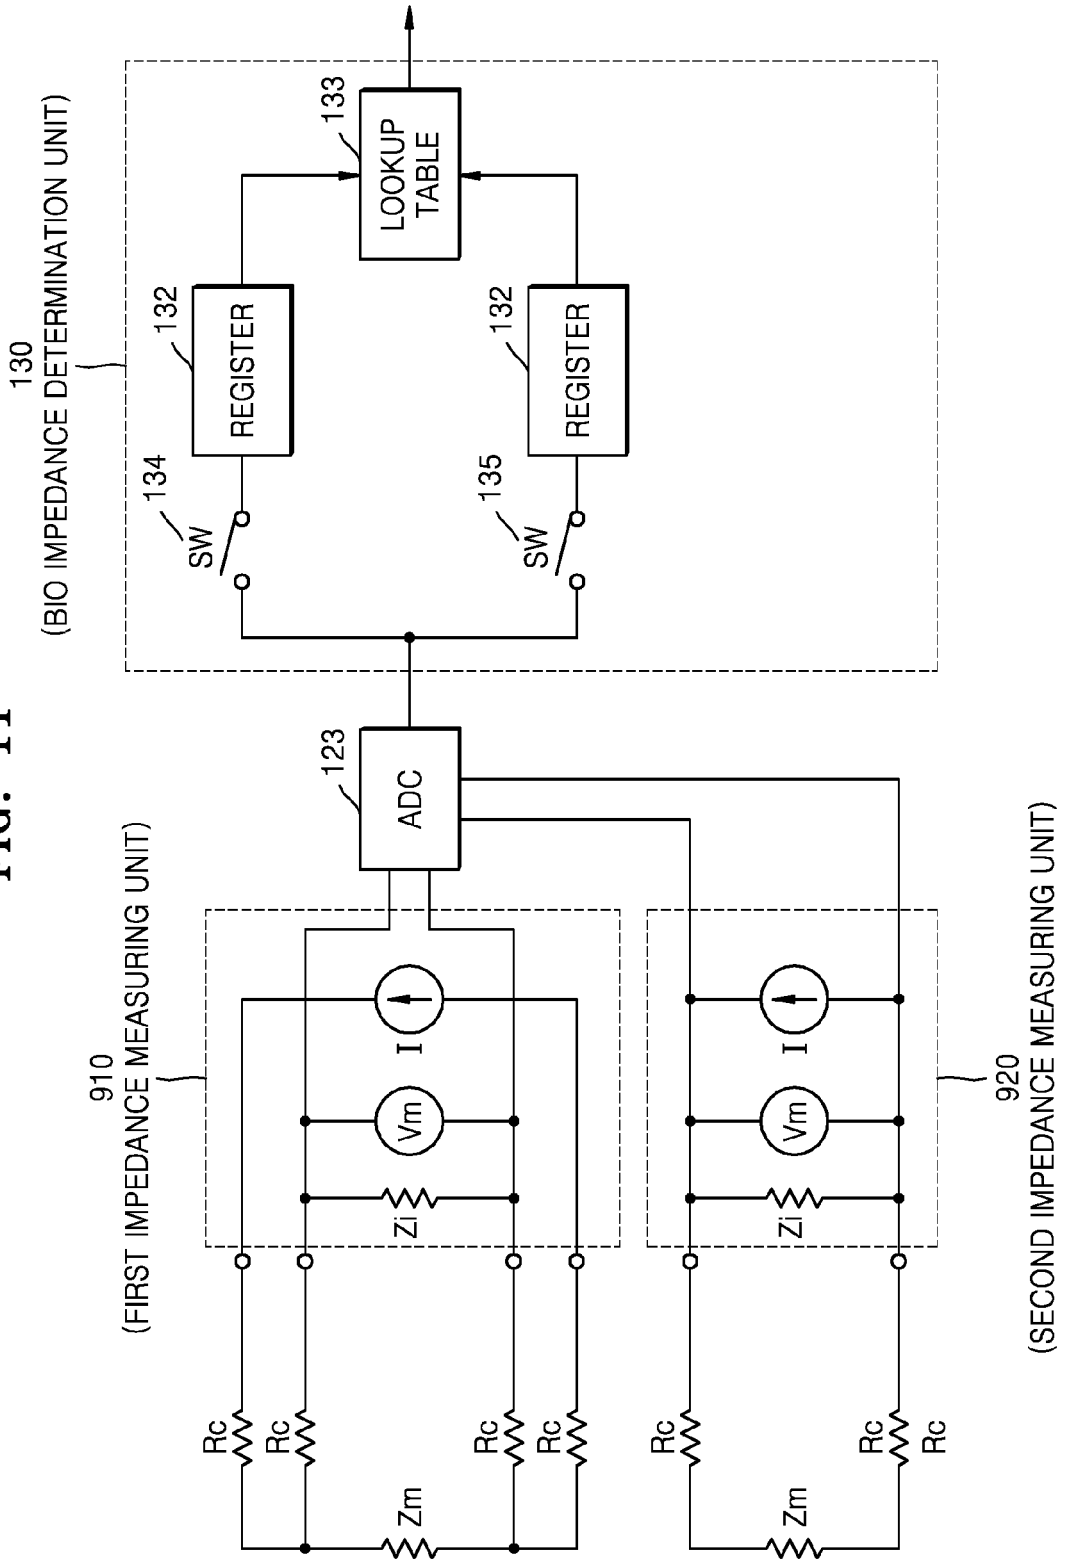 FIG. 11
910
(FIRST IMPEDANCE MEASURING UNIT)
130
(BIO IMPEDANCE DETERMINATION UNIT)
Rc
Rc
Zm
Rc
Rc
Zi
Vm
I
123
ADC
134
SW
132
REGISTER
133
LOOKUP
TABLE
135
SW
132
REGISTER
Rc
Zm
Rc
Rc
Zi
Vm
I
920
(SECOND IMPEDANCE MEASURING UNIT)